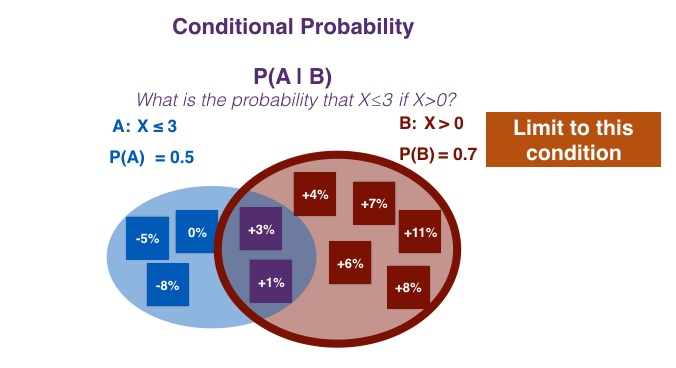 Conditional Probability
P(A | B)
What is the probability that X≤3 if X>0?
A: X ≤ 3
P(A) = 0.5
B: X > 0
P(B) = 0.7
Limit to this
condition
+4%
+7%
-5%
0%
+3%
+11%
+6%
-8%
+1%
+8%